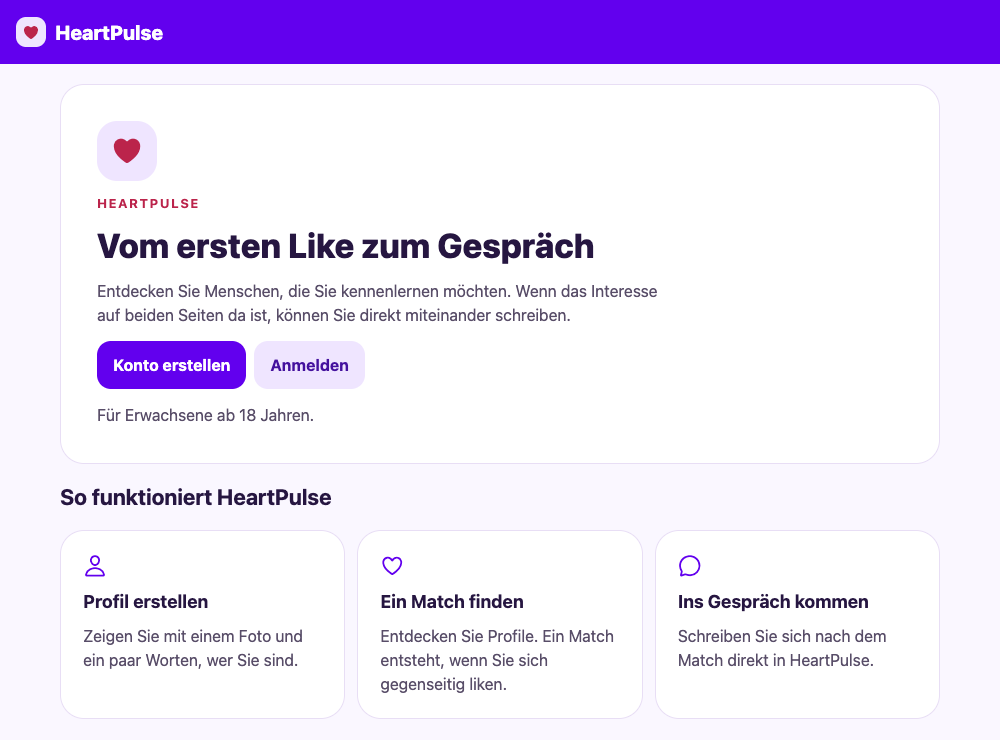 HeartPulse
HEARTPULSE
Vom ersten Like zum Gespräch
Entdecken Sie Menschen, die Sie kennenlernen möchten. Wenn das Interesse
auf beiden Seiten da ist, können Sie direkt miteinander schreiben.
Konto erstellen
Anmelden
Für Erwachsene ab 18 Jahren.
So funktioniert HeartPulse
Profil erstellen
Zeigen Sie mit einem Foto und
ein paar Worten, wer Sie sind.
Ein Match finden
Entdecken Sie Profile. Ein Match
entsteht, wenn Sie sich
gegenseitig liken.
Ins Gespräch kommen
Schreiben Sie sich nach dem
Match direkt in HeartPulse.